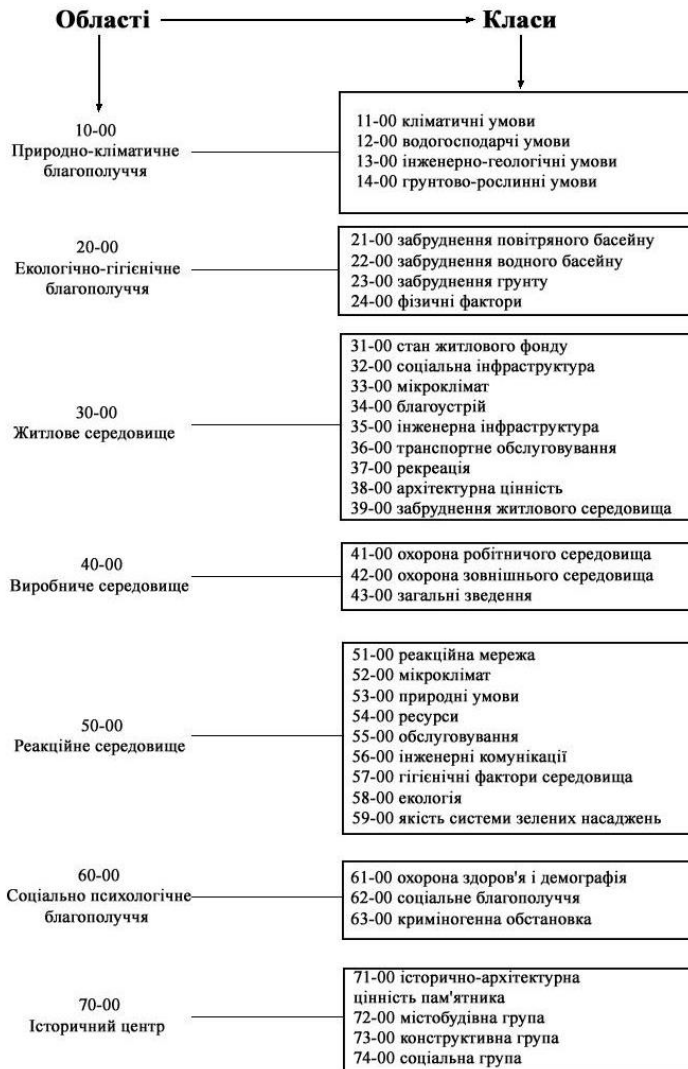 Області
Класи
10-00
Природно-кліматичне
благополуччя
11-00 кліматичні умови
12-00 водогосподарчі умови
13-00 інженерно-геологічні умови
14-00 грунтово-рослинні умови
20-00
Екологічно-гігієнічне
благополуччя
21-00 забруднення повітряного басейну
22-00 забруднення водного басейну
23-00 забруднення грунту
24-00 фізичні фактори
30-00
Житлове середовище
31-00 стан житлового фонду
32-00 соціальна інфраструктура
33-00 мікроклімат
34-00 благоустрій
35-00 інженерна інфраструктура
36-00 транспортне обслуговування
37-00 рекреація
38-00 архітектурна цінність
39-00 забруднення житлового середовища
40-00
Виробниче середовище
41-00 охорона робітничого середовища
42-00 охорона зовнішнього середовища
43-00 загальні зведення
50-00
Реакційне середовище
51-00 реакційна мережа
52-00 мікроклімат
53-00 природні умови
54-00 ресурси
55-00 обслуговування
56-00 інженерні комунікації
57-00 гігієнічні фактори середовища
58-00 екологія
59-00 якість системи зелених насаджень
60-00
Соціально психологічне
благополуччя
61-00 охорона здоров'я і демографія
62-00 соціальне благополуччя
63-00 криміногенна обстановка
70-00
Історичний центр
71-00 історично-архітектурна
цінність пам'ятника
72-00 містобудівна група
73-00 конструктивна група
74-00 соціальна група